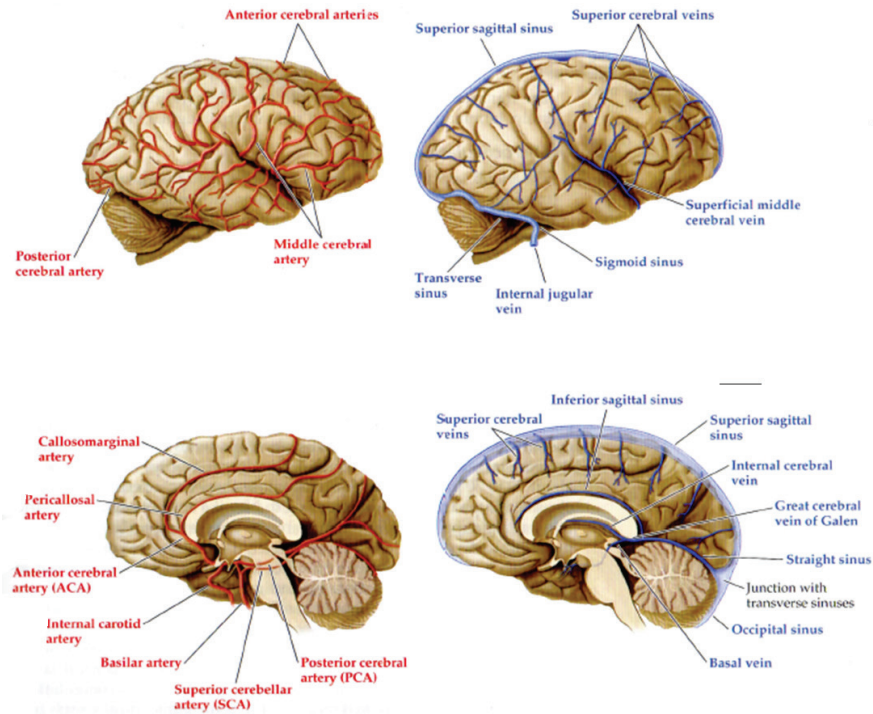 Anterior cerebral arteries
Posterior
cerebral artery
Middle cerebral
artery
Superior sagittal sinus
Superior cerebral veins
Superficial middle
cerebral vein
Sigmoid sinus
Transverse
sinus
Internal jugular
vein
Callosomarginal
artery
Pericallosal
artery
Anterior cerebral
artery (ACA)
Internal carotid
artery
Basilar artery
Superior cerebellar
artery (SCA)
Posterior cerebral
artery (PCA)
Inferior sagittal sinus
Superior cerebral
veins
Superior sagittal
sinus
Internal cerebral
vein
Great cerebral
vein of Galen
Straight sinus
Junction with
transverse sinuses
Occipital sinus
Basal vein